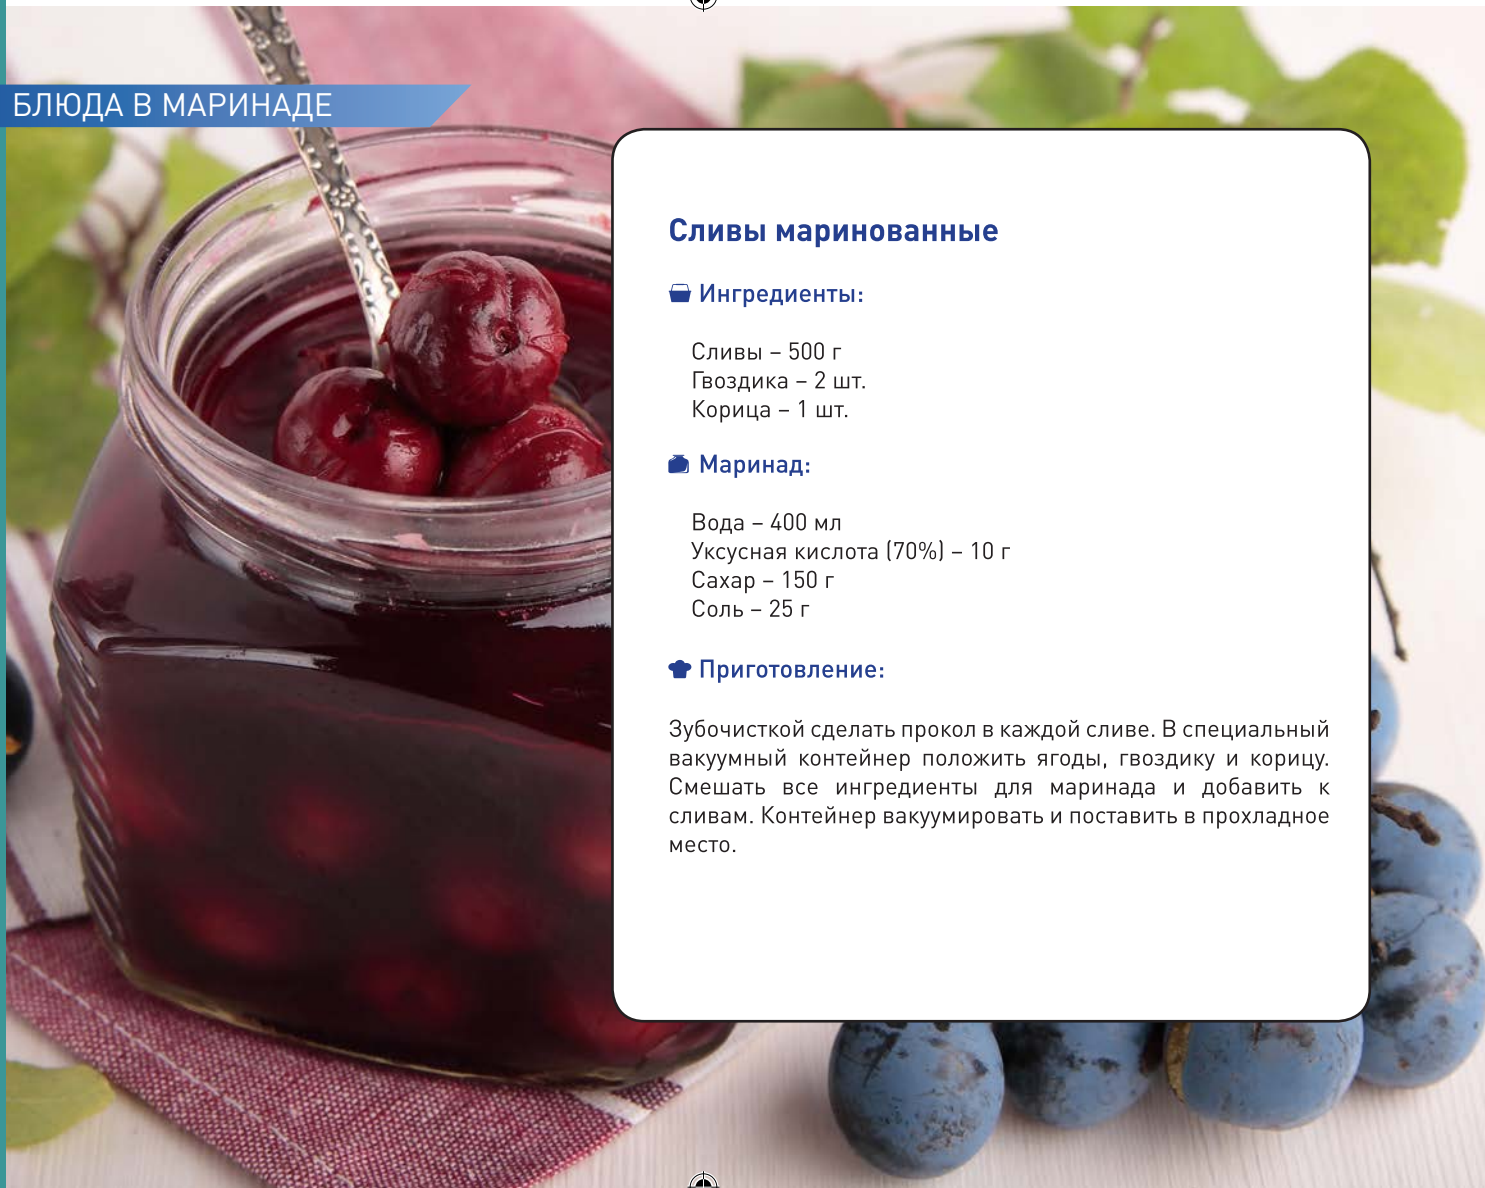 БЛЮДА В МАРИНАДЕ
Сливы маринованные
Ингредиенты:
Сливы – 500 г
Гвоздика – 2 шт.
Корица – 1 шт.
Маринад:
Вода – 400 мл
Уксусная кислота (70%) – 10 г
Сахар – 150 г
Соль – 25 г
Приготовление:
Зубочисткой сделать прокол в каждой сливе. В специальный
вакуумный контейнер положить ягоды, гвоздику и корицу.
Смешать все ингредиенты для маринада и добавить к
сливам. Контейнер вакуумировать и поставить в прохладное
место.